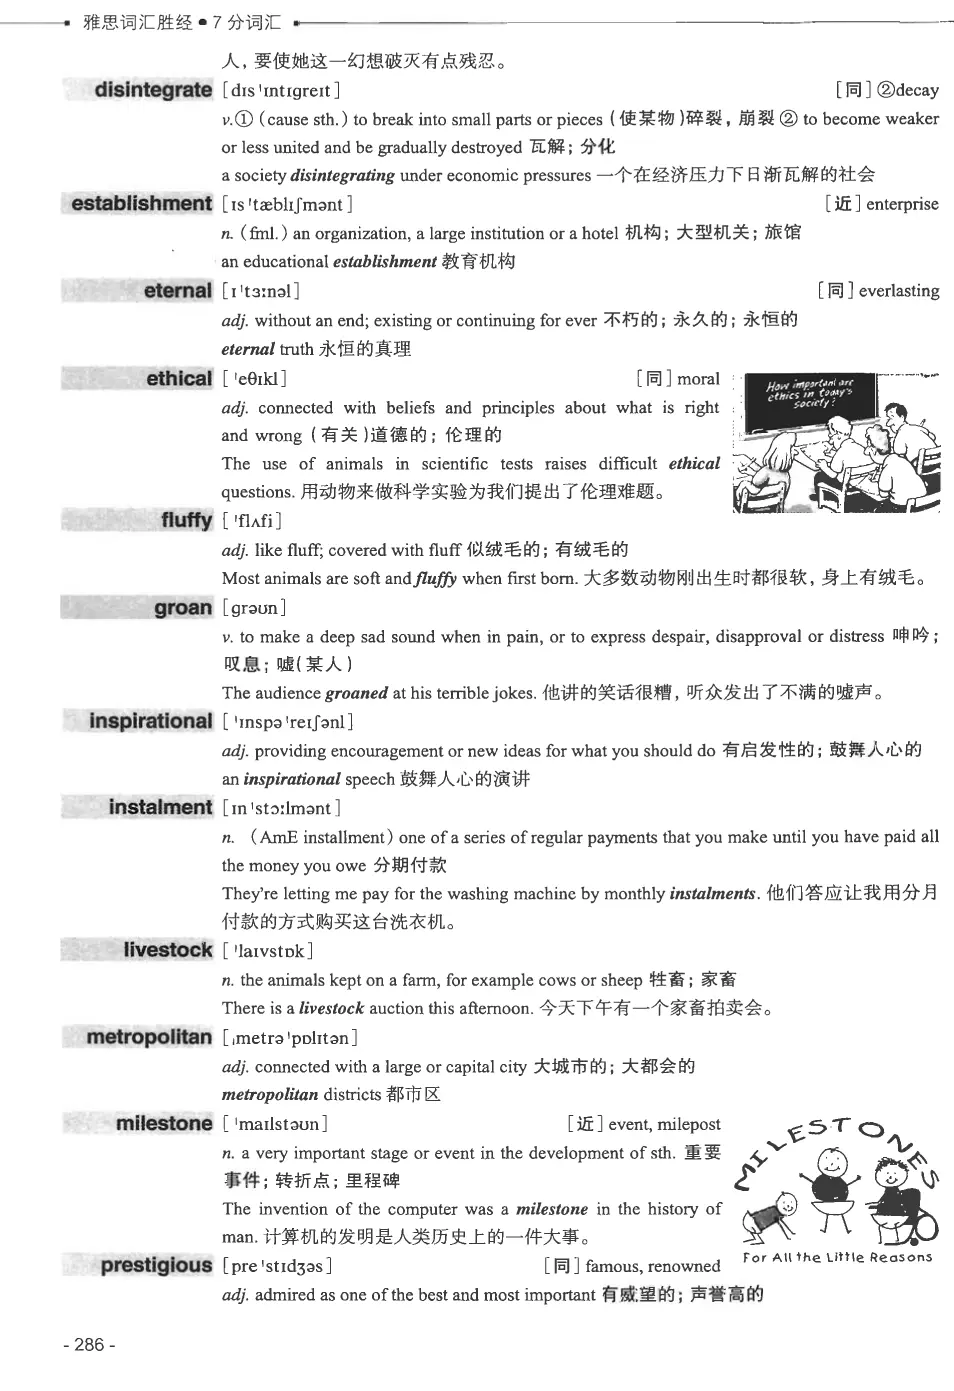 雅思词汇胜经●7分词汇
人，要使她这一幻想破灭有点残忍。
disintegrate [dɪsˈɪntɪgreɪt] [同]②decay
v.①(cause sth.) to break into small parts or pieces (使某物)碎裂，崩裂② to become weaker
or less united and be gradually destroyed 瓦解；分化
a society disintegrating under economic pressures 一个在经济压力下日渐瓦解的社会
establishment [ɪsˈtæblɪʃmənt] [近] enterprise
n. (fml.) an organization, a large institution or a hotel 机构；大型机关；旅馆
an educational establishment 教育机构
eternal [ɪˈtɜːnəl] [同] everlasting
adj. without an end; existing or continuing for ever 不朽的；永久的；永恒的
eternal truth 永恒的真理
ethical [ˈeθɪkl] [同] moral
adj. connected with beliefs and principles about what is right
and wrong (有关)道德的；伦理的
The use of animals in scientific tests raises difficult ethical
questions. 用动物来做科学实验为我们提出了伦理难题。
How important are
ethics in today's
society?
fluffy [ˈflʌfi]
adj. like fluff; covered with fluff 似绒毛的；有绒毛的
Most animals are soft and fluffy when first born. 大多数动物刚出生时都很软，身上有绒毛。
groan [grəʊn]
v. to make a deep sad sound when in pain, or to express despair, disapproval or distress 呻吟；
叹息；嘘(某人)
The audience groaned at his terrible jokes. 他讲的笑话很糟，听众发出了不满的嘘声。
inspirational [ˈɪnspəˈreɪʃənl]
adj. providing encouragement or new ideas for what you should do 有启发性的；鼓舞人心的
an inspirational speech 鼓舞人心的演讲
instalment [ɪnˈstɔːlmənt]
n. (AmE installment) one of a series of regular payments that you make until you have paid all
the money you owe 分期付款
They're letting me pay for the washing machine by monthly instalments. 他们答应让我用分月
付款的方式购买这台洗衣机。
livestock [ˈlaɪvstɒk]
n. the animals kept on a farm, for example cows or sheep 牲畜；家畜
There is a livestock auction this afternoon. 今天下午有一个家畜拍卖会。
metropolitan [ˌmetrəˈpɒlɪtən]
adj. connected with a large or capital city 大城市的；大都会的
metropolitan districts 都市区
milestone [ˈmaɪlstəʊn] [近] event, milepost
n. a very important stage or event in the development of sth. 重要
事件；转折点；里程碑
The invention of the computer was a milestone in the history of
man. 计算机的发明是人类历史上的一件大事。
MILESTONES
For All the Little Reasons
prestigious [preˈstɪdʒəs] [同] famous, renowned
adj. admired as one of the best and most important 有威望的；声誉高的
- 286 -